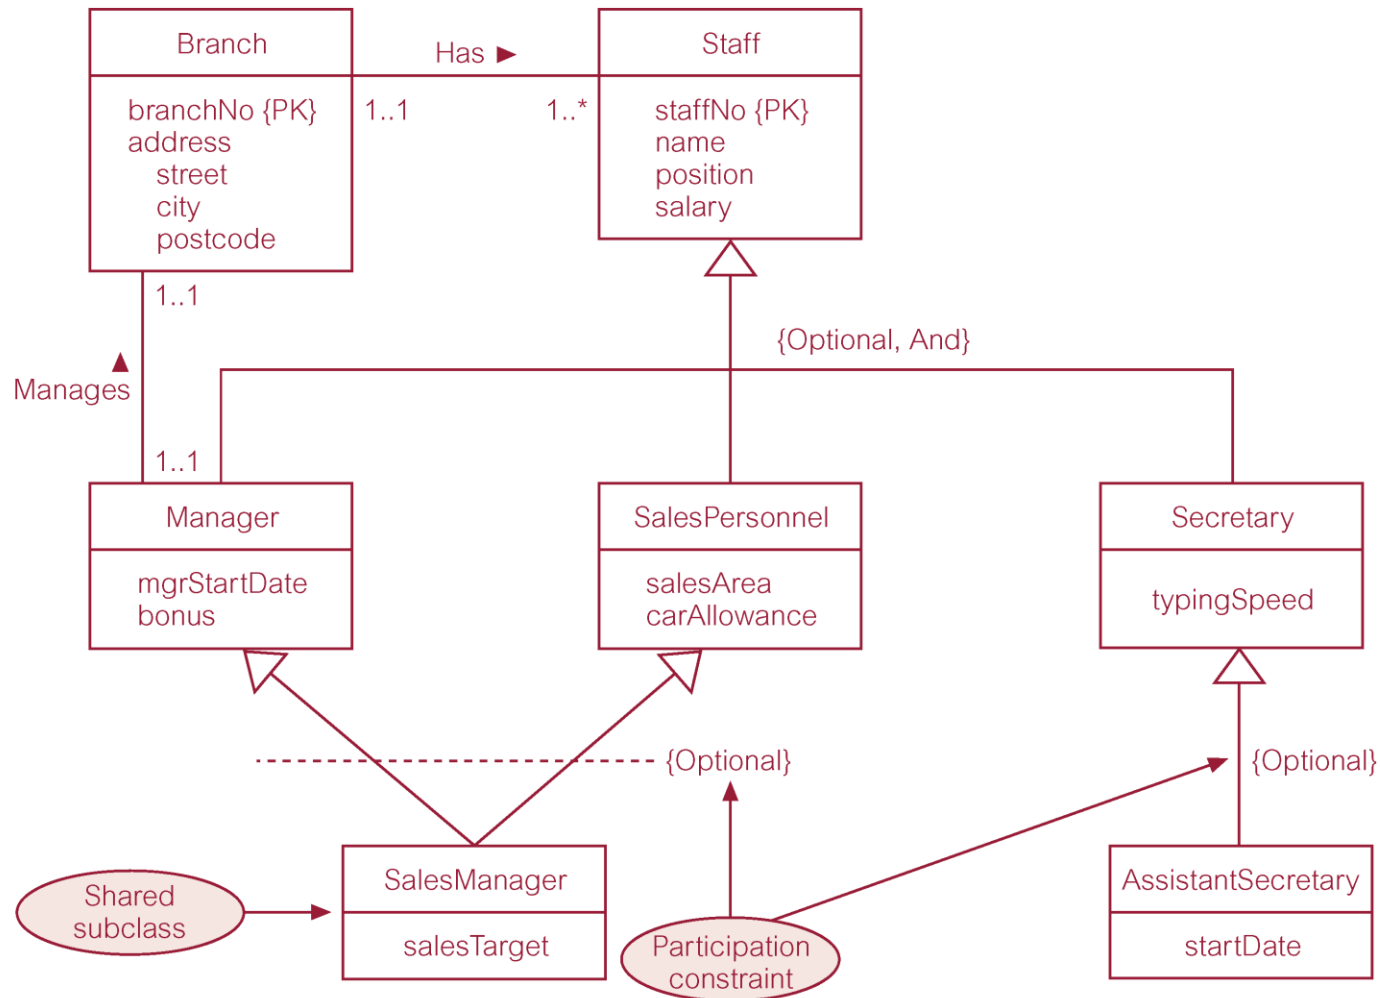 Branch
Has ►
Staff
branchNo {PK}
address
street
city
postcode
1..1
1..*
staffNo {PK}
name
position
salary
1..1
{Optional, And}
▲
Manages
1..1
Manager
mgrStartDate
bonus
SalesPersonnel
salesArea
carAllowance
Secretary
typingSpeed
{Optional}
{Optional}
Shared
subclass
SalesManager
salesTarget
Participation
constraint
AssistantSecretary
startDate